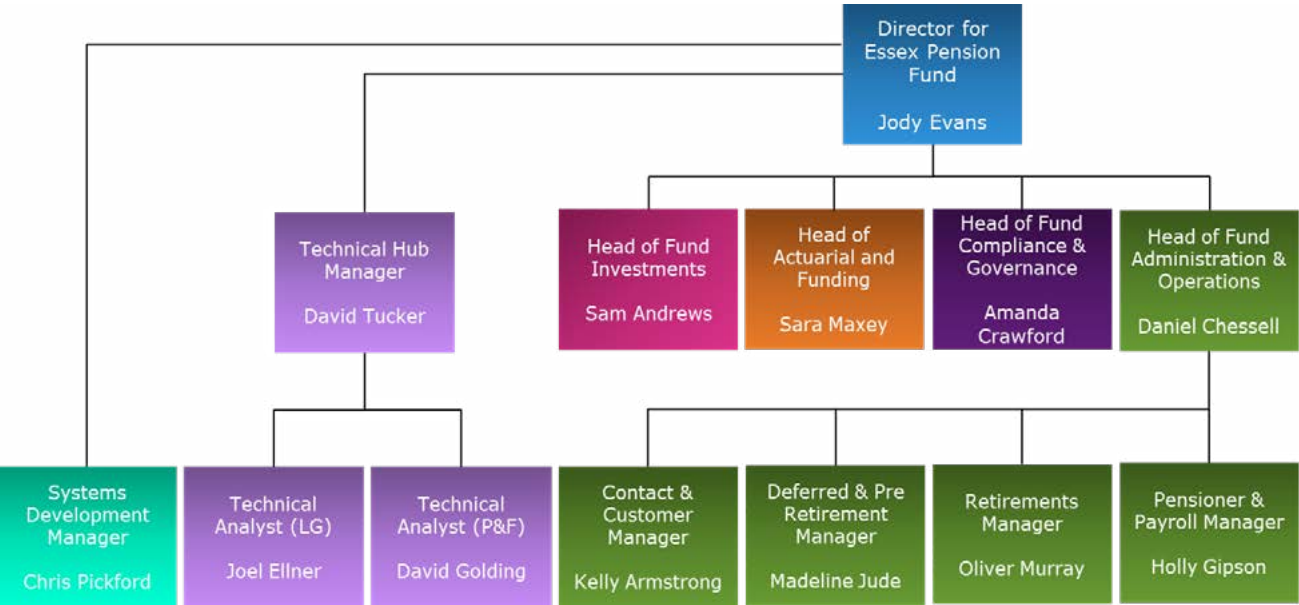 Director for
Essex Pension
Fund
Jody Evans
Technical Hub
Manager
David Tucker
Head of Fund
Investments
Sam Andrews
Head of
Actuarial and
Funding
Sara Maxey
Head of Fund
Compliance &
Governance
Amanda
Crawford
Head of Fund
Administration &
Operations
Daniel Chessell
Systems
Development
Manager
Chris Pickford
Technical
Analyst (LG)
Joel Ellner
Technical
Analyst (P&F)
David Golding
Contact &
Customer
Manager
Kelly Armstrong
Deferred & Pre
Retirement
Manager
Madeline Jude
Retirements
Manager
Oliver Murray
Pensioner &
Payroll Manager
Holly Gipson